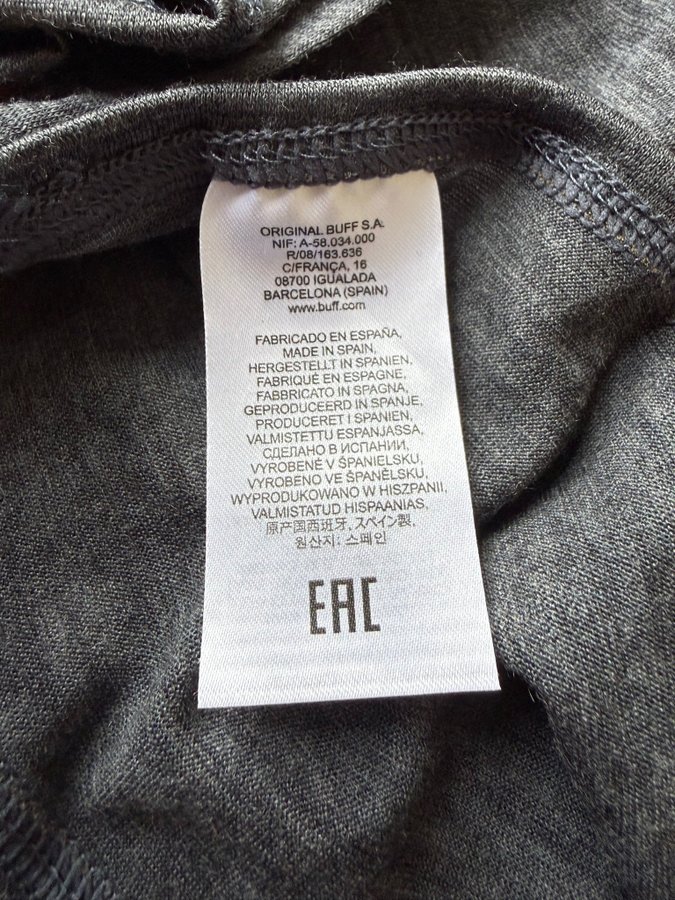 ORIGINAL BUFF S.A.
NIF: A-58.034.000
R/08/163.636
C/FRANÇA, 16
08700 IGUALADA
BARCELONA (SPAIN)
www.buff.com
FABRICADO EN ESPAÑA,
MADE IN SPAIN,
HERGESTELLT IN SPANIEN,
FABRIQUÉ EN ESPAGNE,
FABBRICATO IN SPAGNA,
GEPRODUCEERD IN SPANJE,
PRODUCERET I SPANIEN,
VALMISTETTU ESPANJASSA,
СДЕЛАНО В ИСПАНИИ,
VYROBENÉ V ŠPANIELSKU,
VYROBENO VE ŠPANĚLSKU,
WYPRODUKOWANO W HISZPANII,
VALMISTATUD HISPAANIAS,
原产国西班牙, スペイン製,
원산지: 스페인
EAC